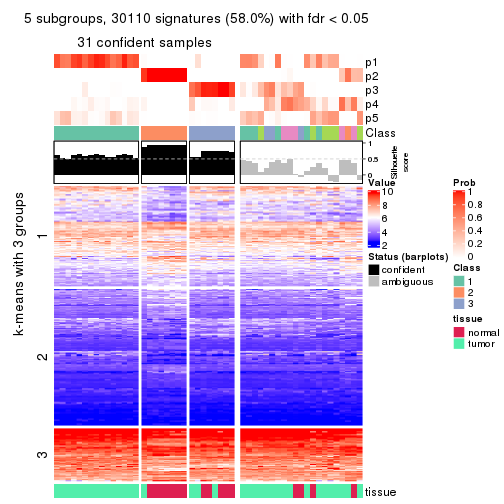 5 subgroups, 30110 signatures (58.0%) with fdr < 0.05
31 confident samples
p1
p2
p3
p4
p5
Class
1
0.5
0
Silhouette
score
k-means with 3 groups
1
2
3
tissue
Value
10
8
6
4
2
Status (barplots)
confident
ambiguous
Prob
1
0.8
0.6
0.4
0.2
0
Class
1
2
3
tissue
normal
tumor